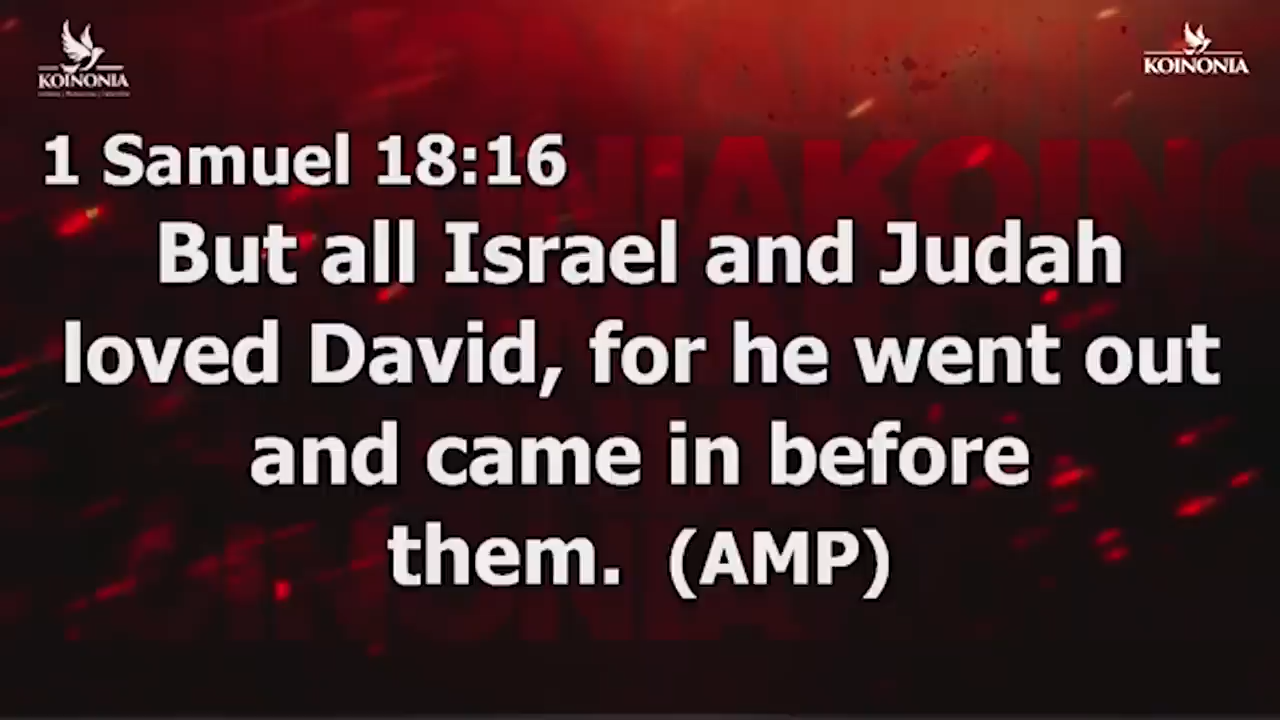 KOINONIA
KOINONIA
1 Samuel 18:16
But all Israel and Judah
loved David, for he went out
and came in before
them. (AMP)